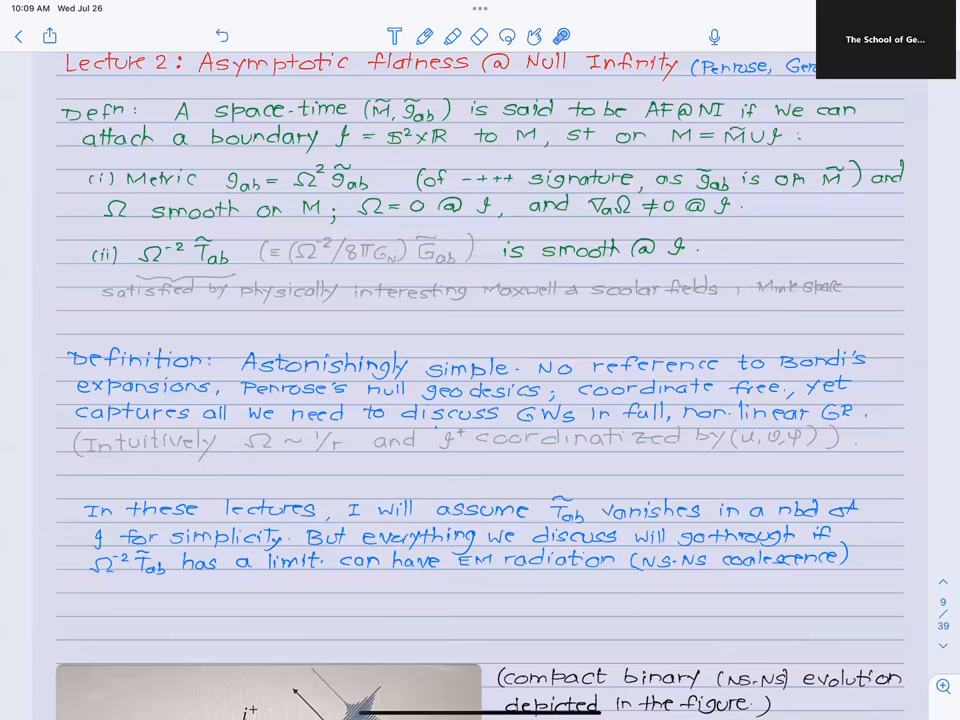 10:09 AM Wed Jul 26
The School of Ge...
Lecture 2: Asymptotic flatness @ Null Infinity (Penrose, Ger
Defn: A space-time (M̃, g̃ab) is said to be AF@NI if we can
attach a boundary ℐ = S²×ℝ to M, st on M = M̃∪ℐ :
(i) Metric gab = Ω² g̃ab (of -+++ signature, as g̃ab is on M̃) and
Ω smooth on M; Ω=0 @ ℐ, and ∇aΩ ≠0 @ ℐ.
(ii) Ω⁻² T̃ab (≡ (Ω⁻²/8πGN) G̃ab) is smooth @ ℐ.
satisfied by physically interesting Maxwell & scalar fields, Mink space
Definition: Astonishingly simple. No reference to Bondi's
expansions, Penrose's null geodesics; coordinate free, yet
captures all we need to discuss GWs in full, non-linear GR.
(Intuitively Ω ~ 1/r and ℐ⁺ coordinatized by (u,θ,φ)).
In these lectures, I will assume T̃ab vanishes in a nbd of
ℐ for simplicity. But everything we discuss will go through if
Ω⁻² T̃ab has a limit. Can have EM radiation (NS-NS coalescence)
9
/
39
(compact binary (NS-NS) evolution
i⁺
depicted in the figure.)